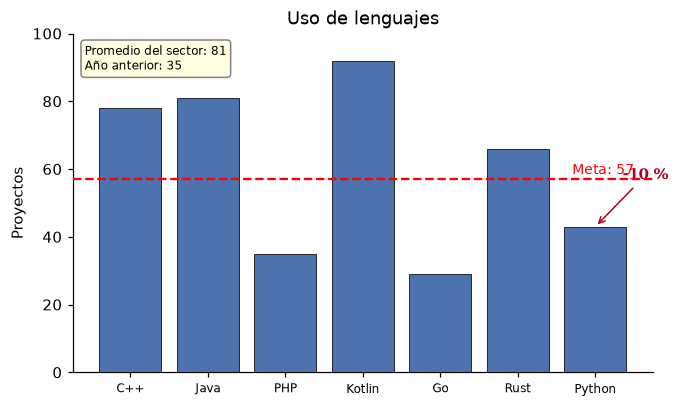 Uso de lenguajes
Promedio del sector: 81
Año anterior: 35
Meta: 57
-10 %
Proyectos
100
80
60
40
20
0
C++ Java PHP Kotlin Go Rust Python